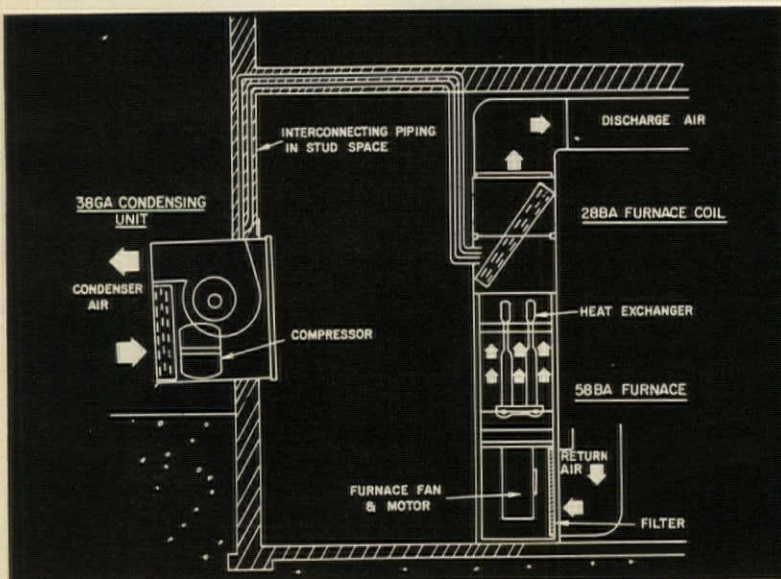 INTERCONNECTING PIPING
IN STUD SPACE
DISCHARGE AIR
38GA CONDENSING
UNIT
28BA FURNACE COIL
CONDENSER
AIR
COMPRESSOR
HEAT EXCHANGER
58BA FURNACE
RETURN
AIR
FURNACE FAN
& MOTOR
FILTER